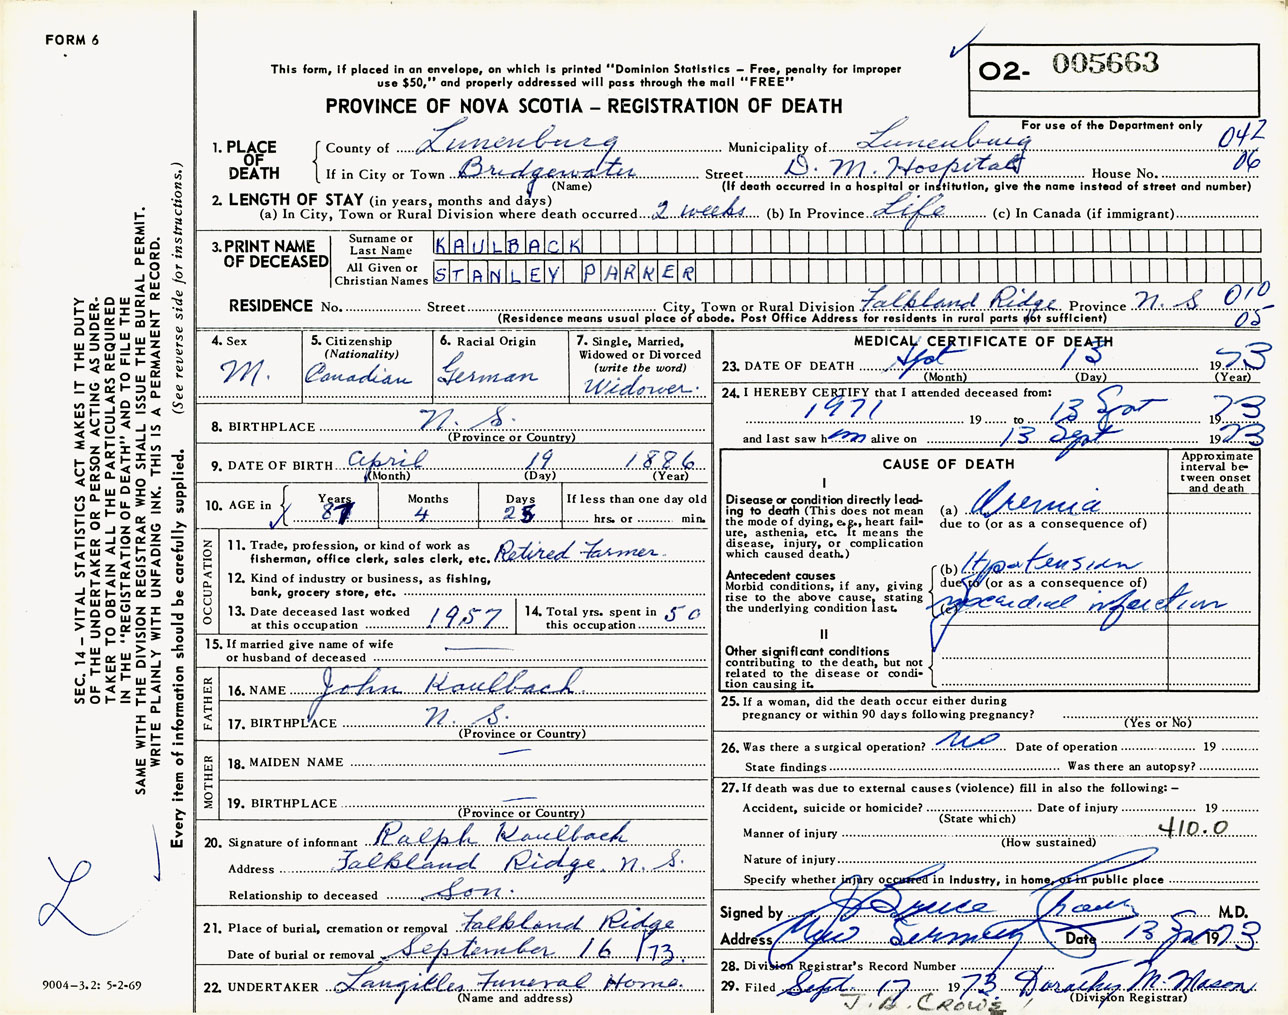 FORM 6
This form, if placed in an envelope, on which is printed "Dominion Statistics – Free, penalty for improper
use $50," and properly addressed will pass through the mail "FREE"
PROVINCE OF NOVA SCOTIA – REGISTRATION OF DEATH
O2- 005663
For use of the Department only
042
06
1. PLACE OF DEATH County of Lunenburg Municipality of Lunenburg
If in City or Town Bridgewater Street D. M. Hospital House No.
(Name) (If death occurred in a hospital or institution, give the name instead of street and number)
2. LENGTH OF STAY (in years, months and days)
(a) In City, Town or Rural Division where death occurred 2 weeks (b) In Province Life (c) In Canada (if immigrant)
3. PRINT NAME OF DECEASED
Surname or Last Name KAULBACK
All Given or Christian Names STANLEY PARKER
RESIDENCE No. Street City, Town or Rural Division Falkland Ridge Province N. S. 010
(Residence means usual place of abode. Post Office Address for residents in rural parts not sufficient) 05
4. Sex M.
5. Citizenship (Nationality) Canadian
6. Racial Origin German
7. Single, Married, Widowed or Divorced (write the word) Widower.
8. BIRTHPLACE N. S.
(Province or Country)
9. DATE OF BIRTH April 19 1886
(Month) (Day) (Year)
10. AGE in Years 87 Months 4 Days 25 If less than one day old
hrs. or min.
OCCUPATION
11. Trade, profession, or kind of work as
fisherman, office clerk, sales clerk, etc. Retired Farmer.
12. Kind of industry or business, as fishing,
bank, grocery store, etc.
13. Date deceased last worked at this occupation 1957
14. Total yrs. spent in this occupation 50
15. If married give name of wife
or husband of deceased —
FATHER
16. NAME John Kaulback.
17. BIRTHPLACE N. S.
(Province or Country)
MOTHER
18. MAIDEN NAME —
19. BIRTHPLACE —
(Province or Country)
20. Signature of informant Ralph Kaulback
Address Falkland Ridge, N. S.
Relationship to deceased Son.
21. Place of burial, cremation or removal Falkland Ridge
Date of burial or removal September 16 /73.
22. UNDERTAKER Langilles Funeral Home.
(Name and address)
MEDICAL CERTIFICATE OF DEATH
23. DATE OF DEATH Sept 13 1973
(Month) (Day) (Year)
24. I HEREBY CERTIFY that I attended deceased from:
1971 19 to 13 Sept 1973
and last saw him alive on 13 Sept 1973
CAUSE OF DEATH
Approximate interval between onset and death
I
Disease or condition directly lead-
ing to death (This does not mean
the mode of dying, e.g., heart fail-
ure, asthenia, etc. It means the
disease, injury, or complication
which caused death.)
(a) Uremia
due to (or as a consequence of)
Antecedent causes
Morbid conditions, if any, giving
rise to the above cause, stating
the underlying condition last.
(b) Hypertension
due to (or as a consequence of)
(c) myocardial infarction
II
Other significant conditions
contributing to the death, but not
related to the disease or condi-
tion causing it.
25. If a woman, did the death occur either during
pregnancy or within 90 days following pregnancy?
(Yes or No)
26. Was there a surgical operation? no Date of operation 19
State findings Was there an autopsy?
27. If death was due to external causes (violence) fill in also the following: –
Accident, suicide or homicide? Date of injury 19
(State which)
Manner of injury 410.0
(How sustained)
Nature of injury
Specify whether injury occurred in Industry, in home, or in public place
Signed by J Bruce M.D.
Address New Germany Date 13 1973
28. Division Registrar's Record Number
29. Filed Sept. 17 1973. Dorothy M. Mason
(Division Registrar)
J. B. CROWE
SEC. 14 – VITAL STATISTICS ACT MAKES IT THE DUTY
OF THE UNDERTAKER OR PERSON ACTING AS UNDER-
TAKER TO OBTAIN ALL THE PARTICULARS REQUIRED
IN THE "REGISTRATION OF DEATH" AND TO FILE THE
SAME WITH THE DIVISION REGISTRAR WHO SHALL ISSUE THE BURIAL PERMIT.
WRITE PLAINLY WITH UNFADING INK. THIS IS A PERMANENT RECORD.
Every item of information should be carefully supplied. (See reverse side for instructions.)
L
9004-3.2: 5-2-69